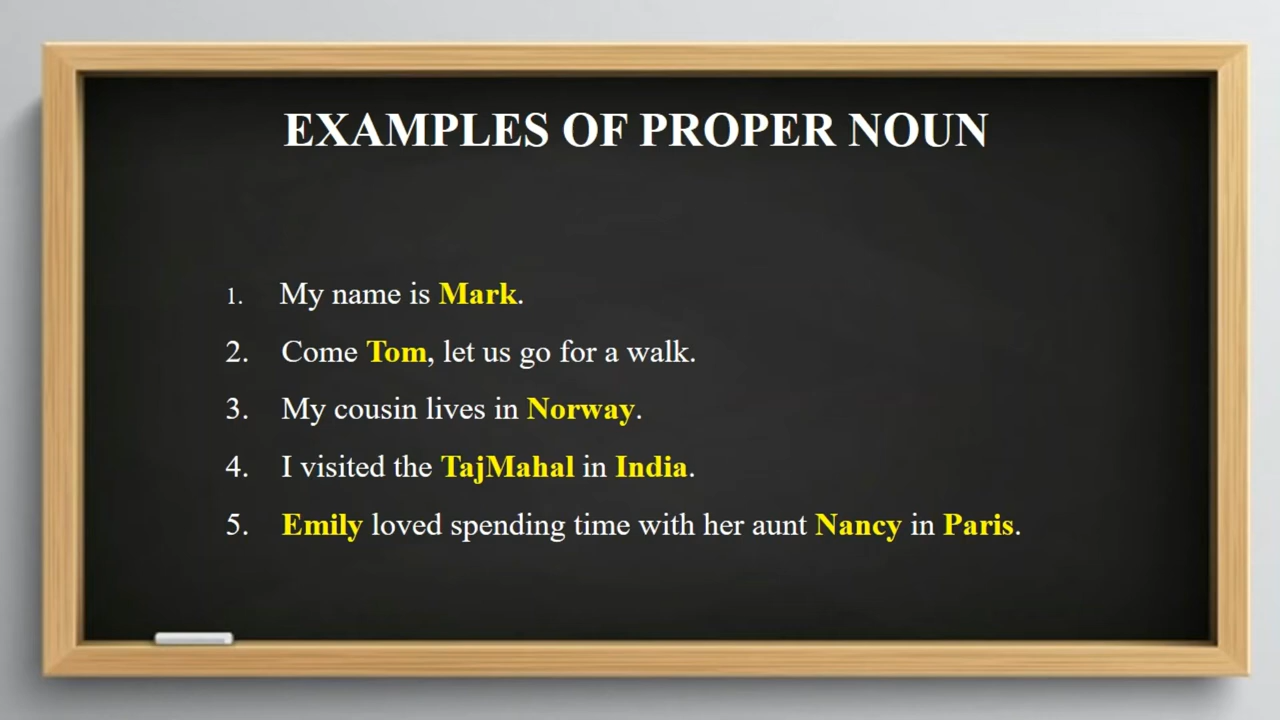 EXAMPLES OF PROPER NOUN
1. My name is Mark.
2. Come Tom, let us go for a walk.
3. My cousin lives in Norway.
4. I visited the TajMahal in India.
5. Emily loved spending time with her aunt Nancy in Paris.